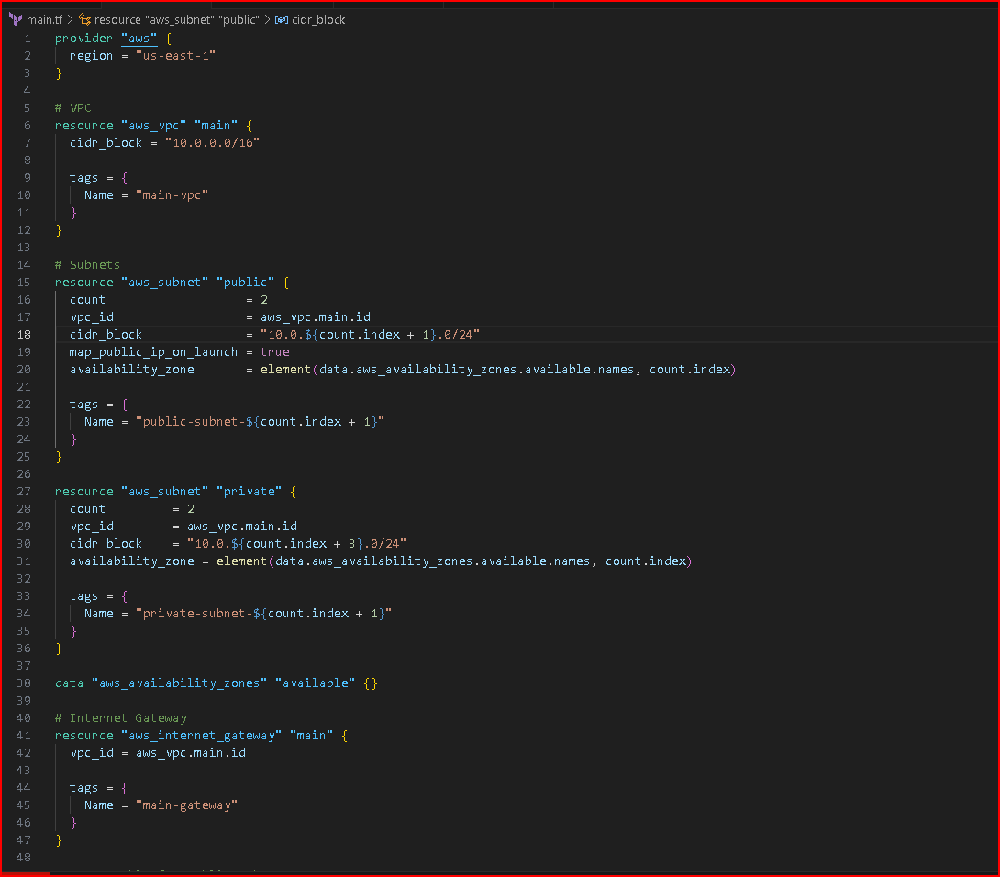 main.tf > resource "aws_subnet" "public" > cidr_block
1 provider "aws" {
2   region = "us-east-1"
3 }
4
5 # VPC
6 resource "aws_vpc" "main" {
7   cidr_block = "10.0.0.0/16"
8
9   tags = {
10     Name = "main-vpc"
11   }
12 }
13
14 # Subnets
15 resource "aws_subnet" "public" {
16   count                   = 2
17   vpc_id                  = aws_vpc.main.id
18   cidr_block              = "10.0.${count.index + 1}.0/24"
19   map_public_ip_on_launch = true
20   availability_zone       = element(data.aws_availability_zones.available.names, count.index)
21
22   tags = {
23     Name = "public-subnet-${count.index + 1}"
24   }
25 }
26
27 resource "aws_subnet" "private" {
28   count         = 2
29   vpc_id        = aws_vpc.main.id
30   cidr_block    = "10.0.${count.index + 3}.0/24"
31   availability_zone = element(data.aws_availability_zones.available.names, count.index)
32
33   tags = {
34     Name = "private-subnet-${count.index + 1}"
35   }
36 }
37
38 data "aws_availability_zones" "available" {}
39
40 # Internet Gateway
41 resource "aws_internet_gateway" "main" {
42   vpc_id = aws_vpc.main.id
43
44   tags = {
45     Name = "main-gateway"
46   }
47 }
48